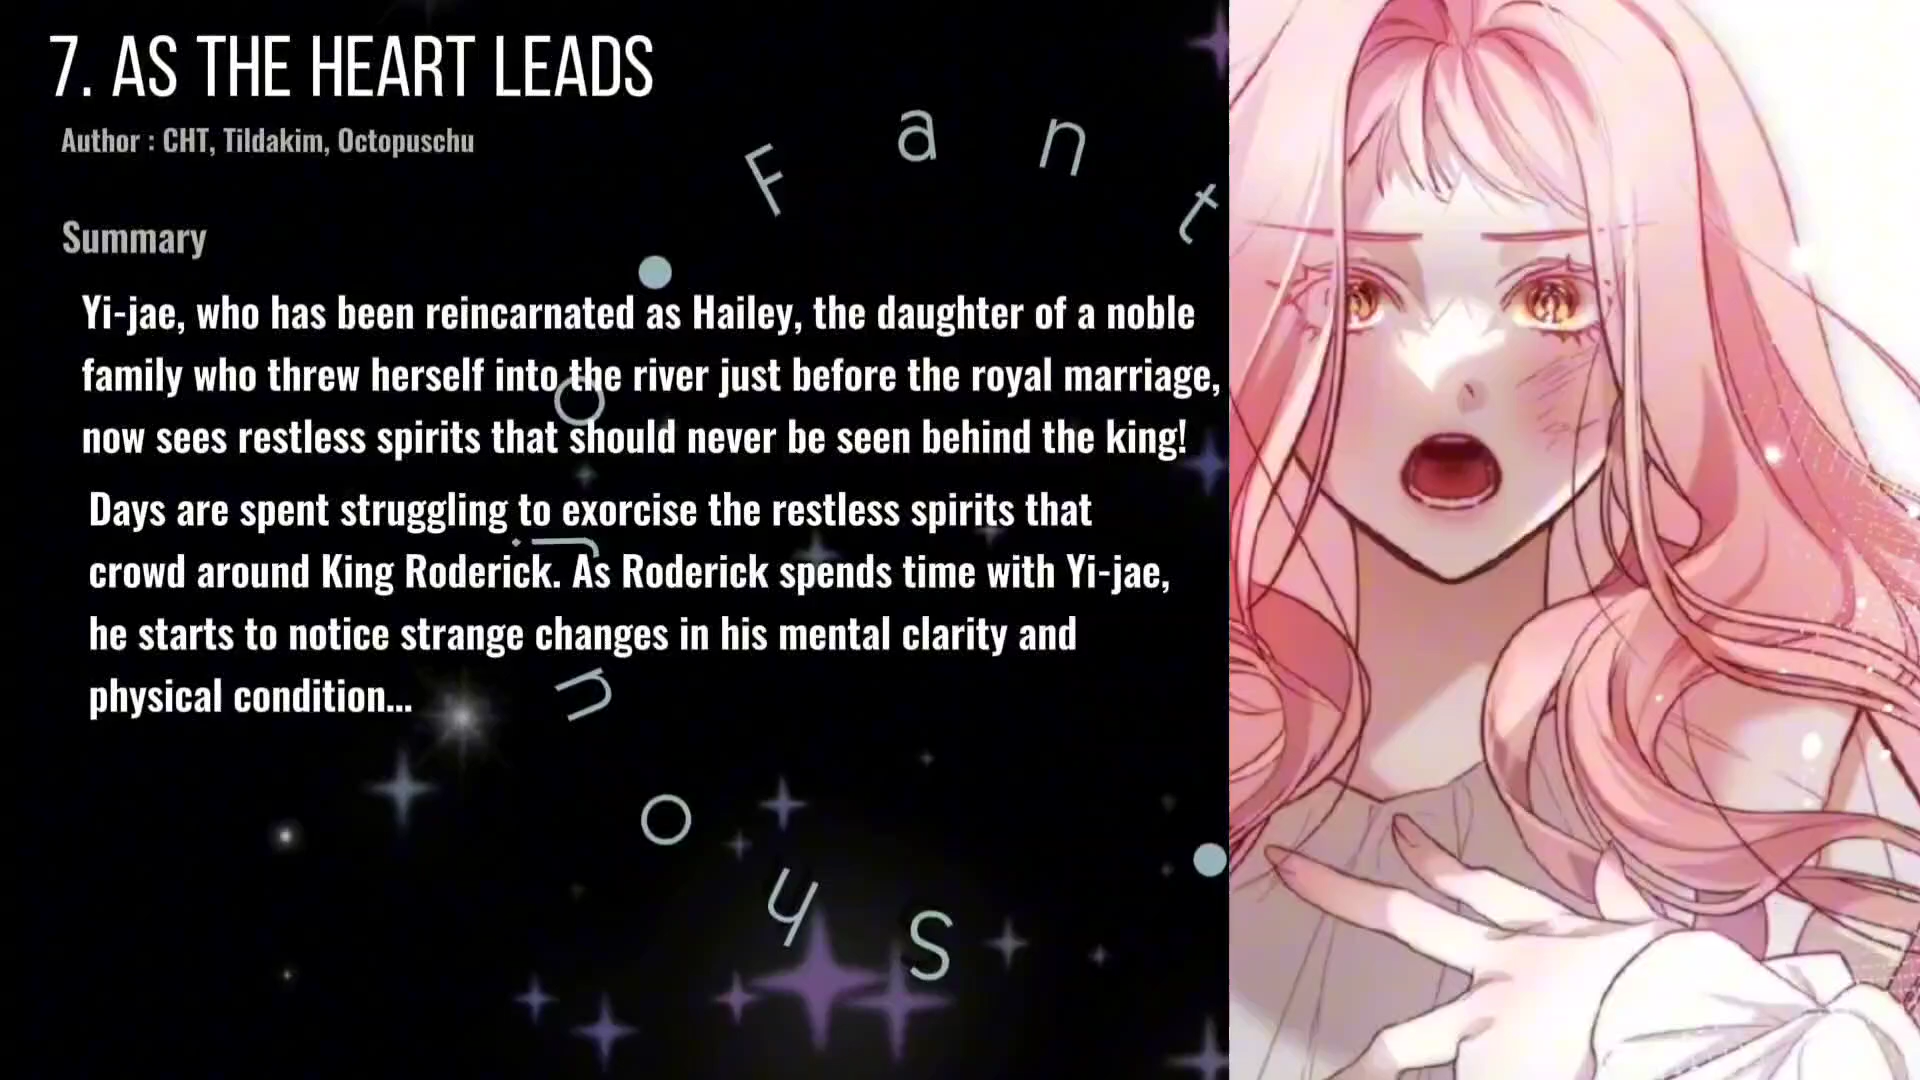 7. AS THE HEART LEADS
Author : CHT, Tildakim, Octopuschu
Summary
Yi-jae, who has been reincarnated as Hailey, the daughter of a noble
family who threw herself into the river just before the royal marriage,
now sees restless spirits that should never be seen behind the king!
Days are spent struggling to exorcise the restless spirits that
crowd around King Roderick. As Roderick spends time with Yi-jae,
he starts to notice strange changes in his mental clarity and
physical condition...
F a n t
n o y s